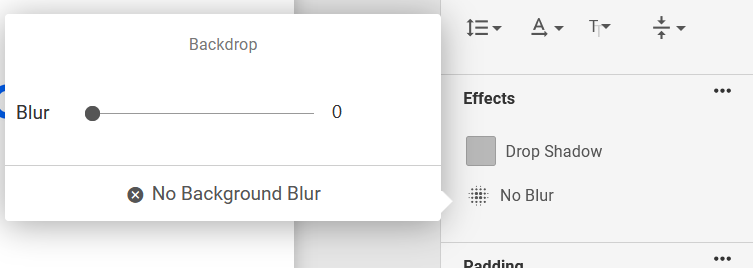 Backdrop
Blur
0
No Background Blur
Effects
Drop Shadow
No Blur
Padding